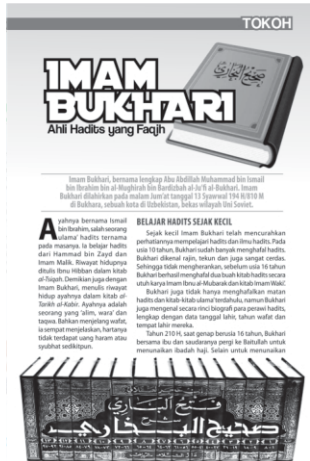 TOKOH
IMAM
BUKHARI
Ahli Hadits yang Faqih
صحيح البخاري
Imam Bukhari, bernama lengkap Abu Abdillah Muhammad bin Ismail
bin Ibrahim bin al-Mughirah bin Bardizbah al-Ju'fi al-Bukhari. Imam
Bukhari dilahirkan pada malam Jum'at tanggal 13 Syawwal 194 H/810 M
di Bukhara, sebuah kota di Uzbekistan, bekas wilayah Uni Soviet.
Ayahnya bernama Ismail
bin Ibrahim, salah seorang
ulama' hadits ternama
pada masanya. Ia belajar hadits
dari Hammad bin Zayd dan
Imam Malik. Riwayat hidupnya
ditulis Ibnu Hibban dalam kitab
al-Tsiqah. Demikian juga dengan
Imam Bukhari, menulis riwayat
hidup ayahnya dalam kitab al-
Tarikh al-Kabir. Ayahnya adalah
seorang yang 'alim, wara' dan
taqwa. Bahkan menjelang wafat,
ia sempat menjelaskan, hartanya
tidak terdapat uang haram atau
syubhat sedikitpun.
BELAJAR HADITS SEJAK KECIL
Sejak kecil Imam Bukhari telah mencurahkan
perhatiannya mempelajari hadits dan ilmu hadits. Pada
usia 10 tahun, Bukhari sudah banyak menghafal hadits.
Bukhari dikenal rajin, tekun dan juga sangat cerdas.
Sehingga tidak mengherankan, sebelum usia 16 tahun
Bukhari berhasil menghafal dua buah kitab hadits secara
utuh karya Imam Ibnu al-Mubarak dan kitab Imam Waki'.
Bukhari juga tidak hanya menghafalkan matan
hadits dan kitab-kitab ulama' terdahulu, namun Bukhari
juga mengenal secara rinci biografi para perawi hadits,
lengkap dengan data tanggal lahir, tahun wafat dan
tempat lahir mereka.
Tahun 210 H, saat genap berusia 16 tahun, Bukhari
bersama ibu dan saudaranya pergi ke Baitullah untuk
menunaikan ibadah haji. Selain untuk menunaikan
صحيح البخاري